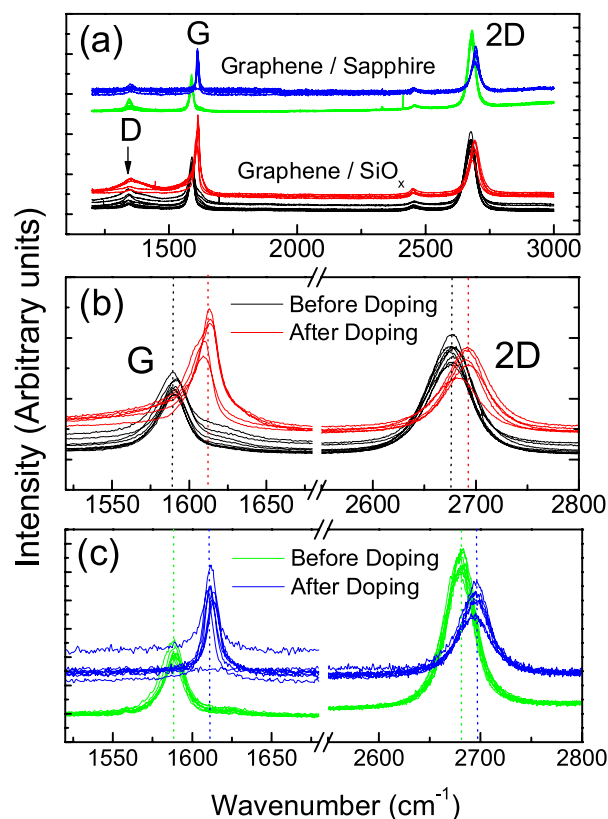 (a)
G
2D
Graphene / Sapphire
D
Graphene / SiOₓ
1500 2000 2500 3000
(b)
Before Doping
After Doping
G
2D
1550 1600 1650 2600 2700 2800
(c)
Before Doping
After Doping
1550 1600 1650 2600 2700 2800
Intensity (Arbitrary units)
Wavenumber (cm⁻¹)